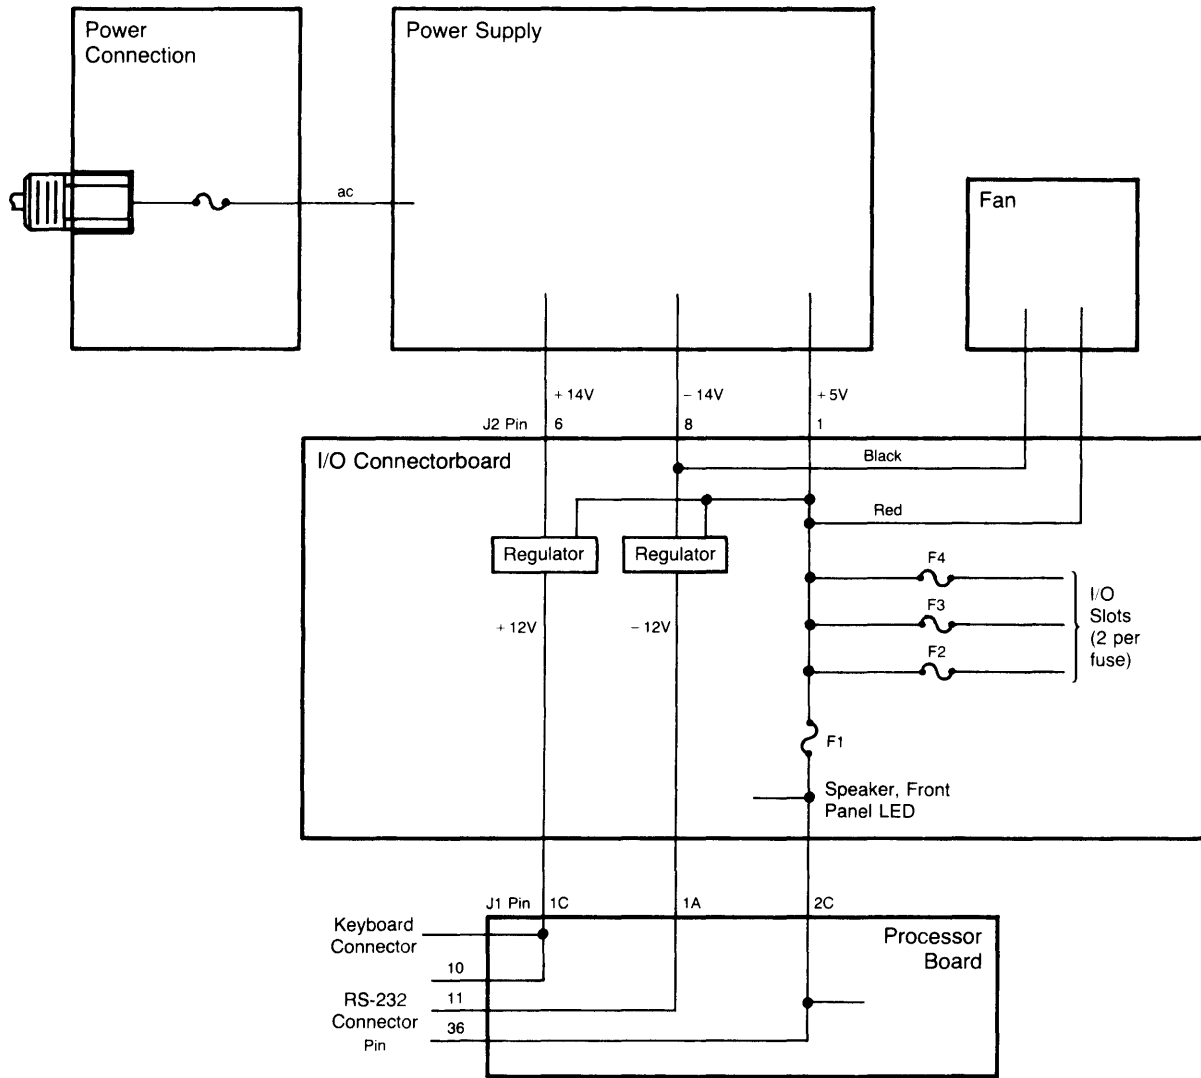 Power
Connection
Power Supply
ac
Fan
+ 14V
- 14V
+ 5V
J2 Pin 6 8 1
I/O Connectorboard
Black
Red
Regulator
Regulator
F4
F3
F2
I/O
Slots
(2 per
fuse)
+ 12V
- 12V
F1
Speaker, Front
Panel LED
J1 Pin 1C 1A 2C
Keyboard
Connector
Processor
Board
10
RS-232
Connector
Pin
11
36